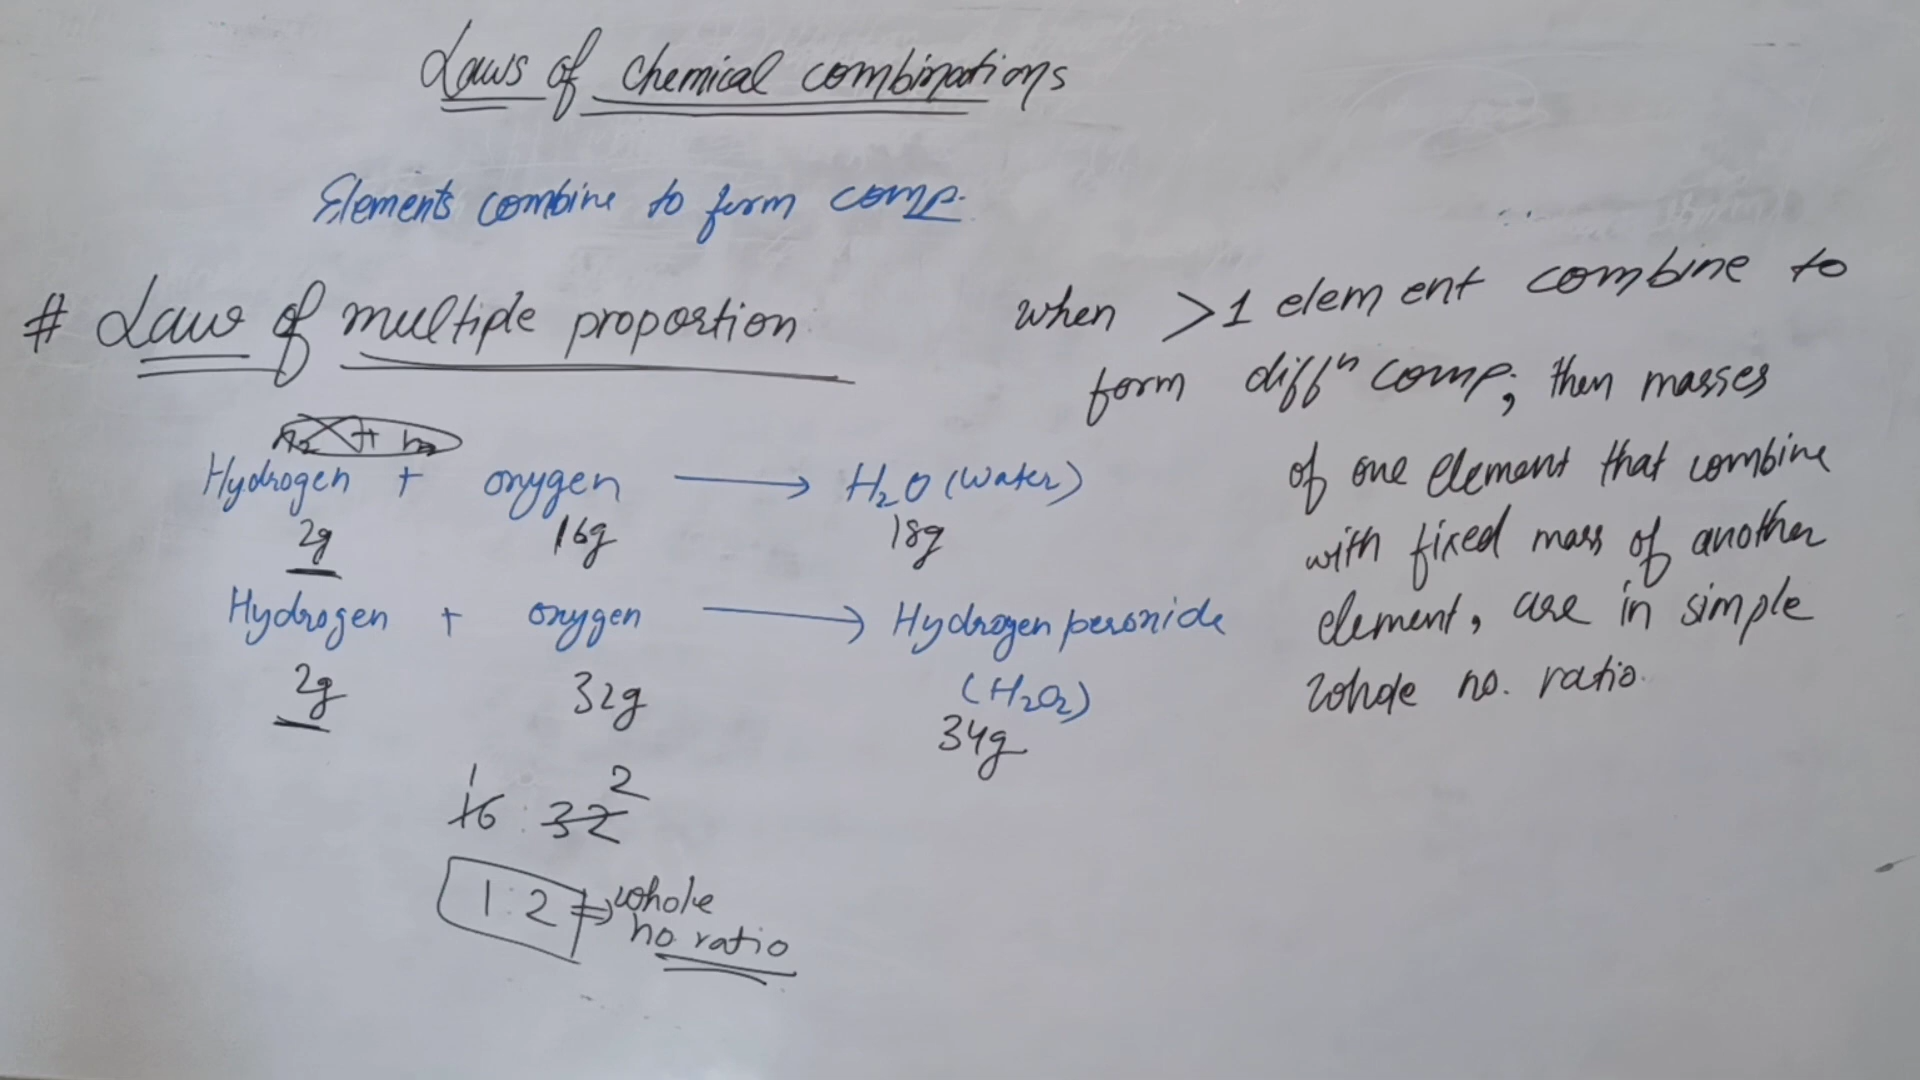 Laws of chemical combinations
Elements combine to form comp.
# Law of multiple proportion
Hydrogen + oxygen → H₂O (water)
2g 16g 18g
Hydrogen + oxygen → Hydrogen peroxide
(H₂O₂)
2g 32g 34g
1 2
16 : 32
1 : 2 ⇒ whole
no. ratio
when >1 element combine to
form diffⁿ comp; then masses
of one element that combine
with fixed mass of another
element, are in simple
whole no. ratio.